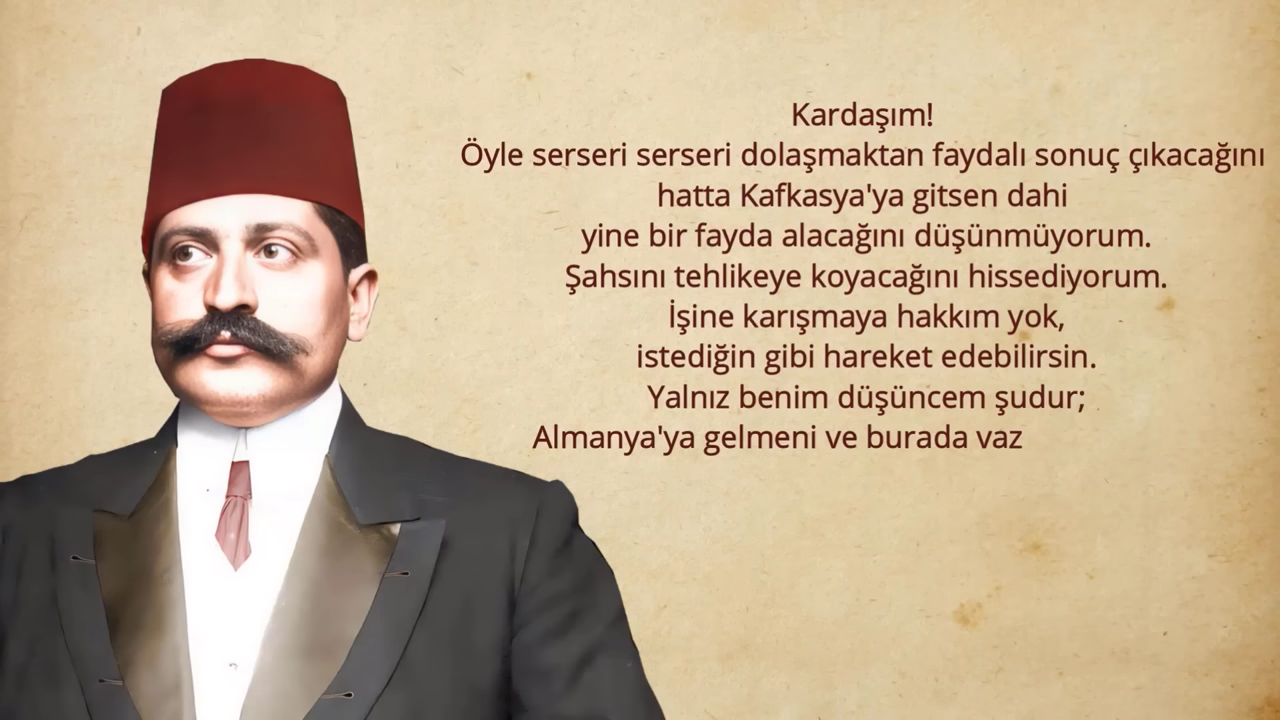 Kardaşım!
Öyle serseri serseri dolaşmaktan faydalı sonuç çıkacağını
hatta Kafkasya'ya gitsen dahi
yine bir fayda alacağını düşünmüyorum.
Şahsını tehlikeye koyacağını hissediyorum.
İşine karışmaya hakkım yok,
istediğin gibi hareket edebilirsin.
Yalnız benim düşüncem şudur;
Almanya'ya gelmeni ve burada vaz